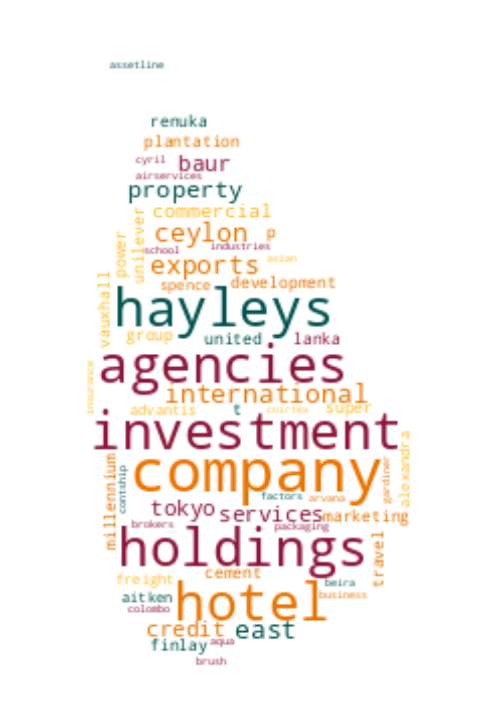 assetline
renuka
plantation
cyril baur
airservices
property
unilever commercial
ceylon p
power school industries
exports asian
spence development
vauxhall hayleys
group united lanka
agencies
insurance international
advantis t cointex super
investment
alexandra
company
millennium contship gardiner
factors arvana
tokyo services marketing
brokers packaging
holdings travel
freight cement
beira
aitken hotel business
colombo
credit east
finlay aqua
brush